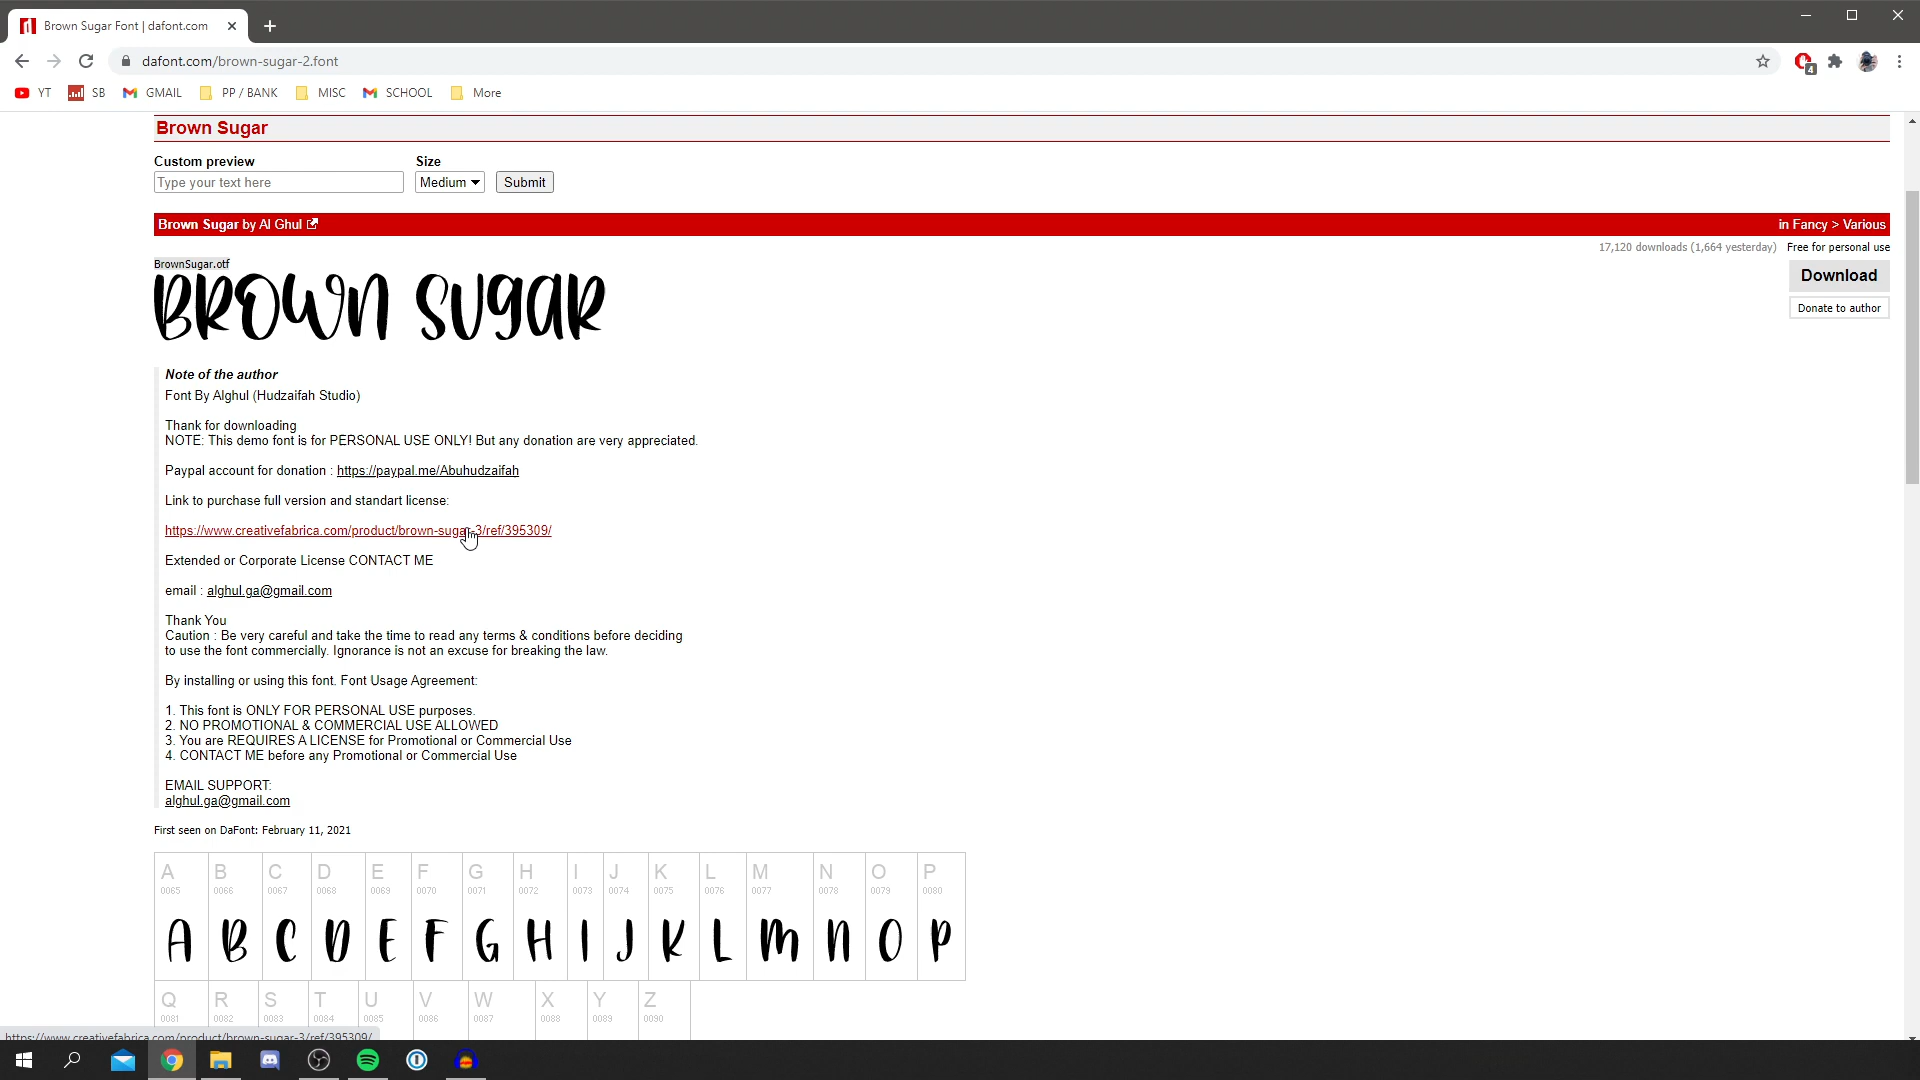 Brown Sugar Font | dafont.com
dafont.com/brown-sugar-2.font
4
YT SB GMAIL PP / BANK MISC SCHOOL More
Brown Sugar
Custom preview Size
Type your text here Medium Submit
Brown Sugar by Al Ghul in Fancy > Various
17,120 downloads (1,664 yesterday) Free for personal use
BrownSugar.otf
Download
BROWN SUGAR
Donate to author
Note of the author
Font By Alghul (Hudzaifah Studio)
Thank for downloading
NOTE: This demo font is for PERSONAL USE ONLY! But any donation are very appreciated.
Paypal account for donation : https://paypal.me/Abuhudzaifah
Link to purchase full version and standart license:
https://www.creativefabrica.com/product/brown-sugar-3/ref/395309/
Extended or Corporate License CONTACT ME
email : alghul.ga@gmail.com
Thank You
Caution : Be very careful and take the time to read any terms & conditions before deciding
to use the font commercially. Ignorance is not an excuse for breaking the law.
By installing or using this font. Font Usage Agreement:
1. This font is ONLY FOR PERSONAL USE purposes.
2. NO PROMOTIONAL & COMMERCIAL USE ALLOWED
3. You are REQUIRES A LICENSE for Promotional or Commercial Use
4. CONTACT ME before any Promotional or Commercial Use
EMAIL SUPPORT:
alghul.ga@gmail.com
First seen on DaFont: February 11, 2021
A B C D E F G H I J K L M N O P
0065 0066 0067 0068 0069 0070 0071 0072 0073 0074 0075 0076 0077 0078 0079 0080
A B C D E F G H I J K L M N O P
Q R S T U V W X Y Z
0081 0082 0083 0084 0085 0086 0087 0088 0089 0090
https://www.creativefabrica.com/product/brown-sugar-3/ref/395309/